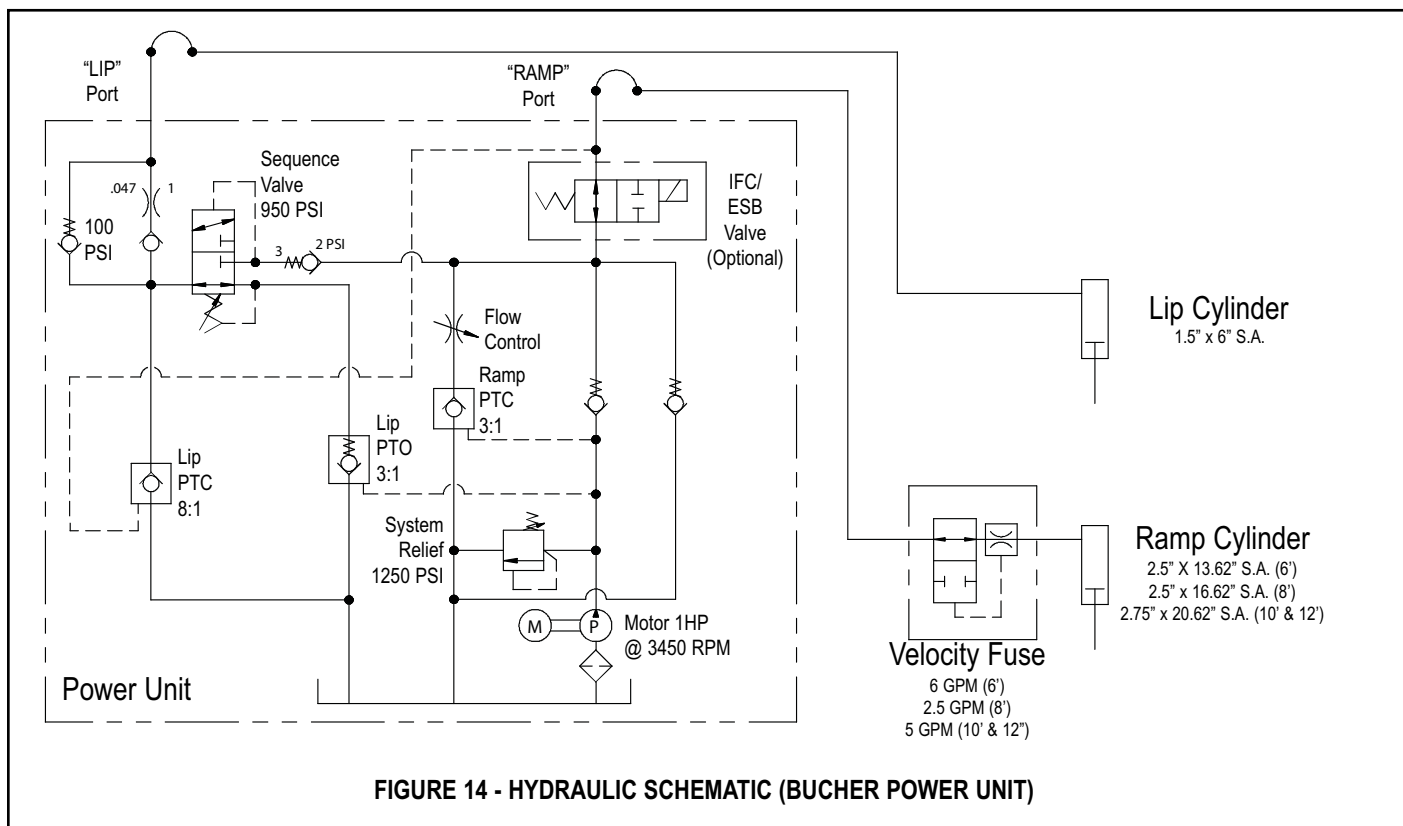 “LIP”
Port
“RAMP”
Port
Sequence
Valve
950 PSI
IFC/
ESB
Valve
(Optional)
.047
1
100
PSI
3
2 PSI
Flow
Control
Ramp
PTC
3:1
Lip
PTO
3:1
Lip
PTC
8:1
System
Relief
1250 PSI
M
P
Motor 1HP
@ 3450 RPM
Power Unit
Lip Cylinder
1.5” x 6” S.A.
Ramp Cylinder
2.5” X 13.62” S.A. (6’)
2.5” x 16.62” S.A. (8’)
2.75” x 20.62” S.A. (10’ & 12’)
Velocity Fuse
6 GPM (6’)
2.5 GPM (8’)
5 GPM (10’ & 12”)
FIGURE 14 - HYDRAULIC SCHEMATIC (BUCHER POWER UNIT)